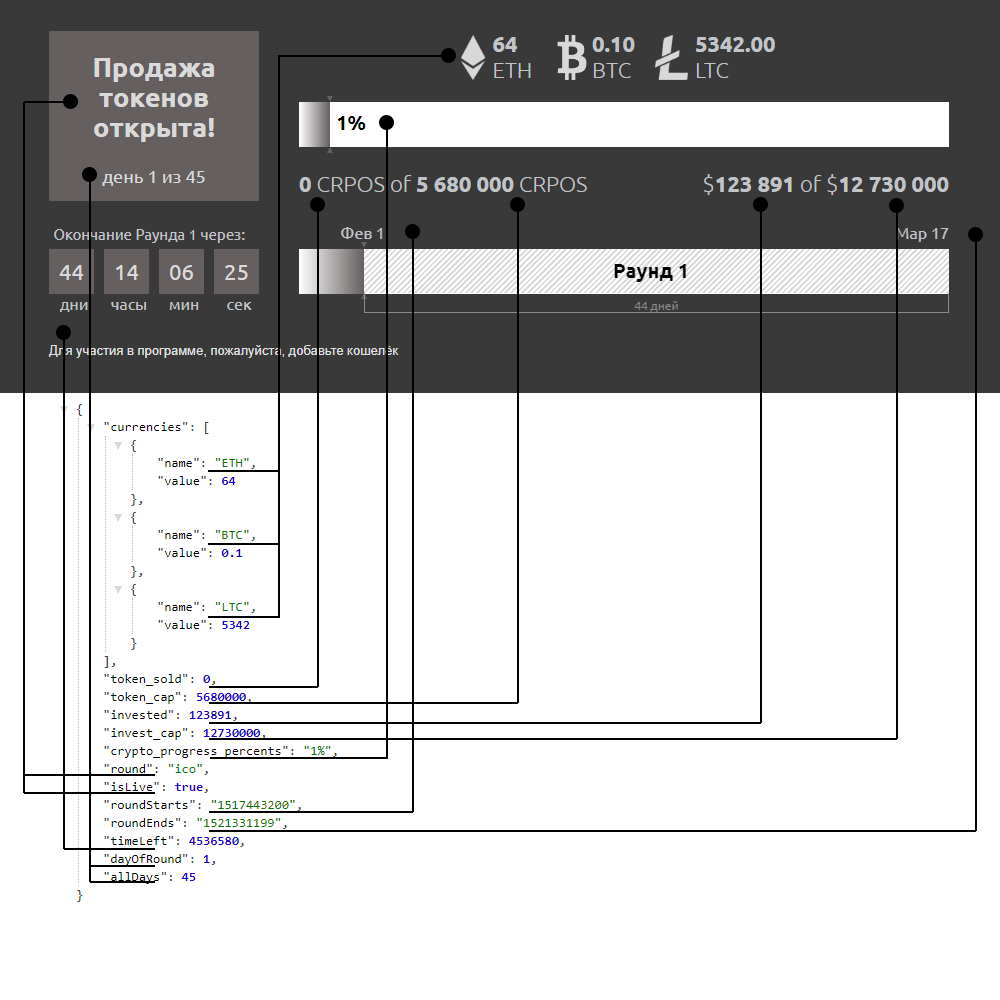 Продажа
токенов
открыта!
день 1 из 45
64
ETH
0.10
BTC
5342.00
LTC
1%
0 CRPOS of 5 680 000 CRPOS
$123 891 of $12 730 000
Окончание Раунда 1 через:
44 14 06 25
дни часы мин сек
Фев 1
Мар 17
Раунд 1
44 дней
Для участия в программе, пожалуйста, добавьте кошелёк
{
"currencies": [
{
"name": "ETH",
"value": 64
},
{
"name": "BTC",
"value": 0.1
},
{
"name": "LTC",
"value": 5342
}
],
"token_sold": 0,
"token_cap": 5680000,
"invested": 123891,
"invest_cap": 12730000,
"crypto_progress_percents": "1%",
"round": "ico",
"isLive": true,
"roundStarts": "1517443200",
"roundEnds": "1521331199",
"timeLeft": 4536580,
"dayOfRound": 1,
"allDays": 45
}